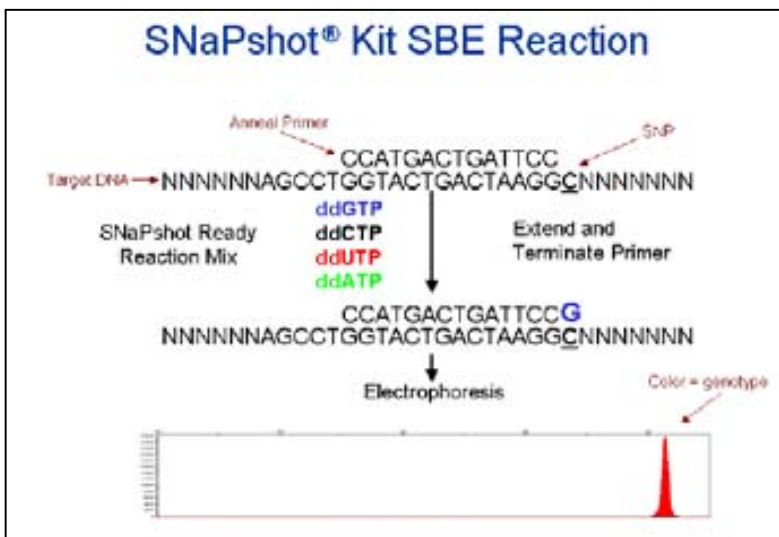 SNaPshot® Kit SBE Reaction
Anneal Primer
SNP
CCATGACTGATTCC
Target DNA
NNNNNNAGCCTGGTACTGACTAAGGCNNNNNNN
ddGTP
ddCTP
ddUTP
ddATP
SNaPshot Ready
Reaction Mix
Extend and
Terminate Primer
CCATGACTGATTCCG
NNNNNNAGCCTGGTACTGACTAAGGCNNNNNNN
Electrophoresis
Color = genotype